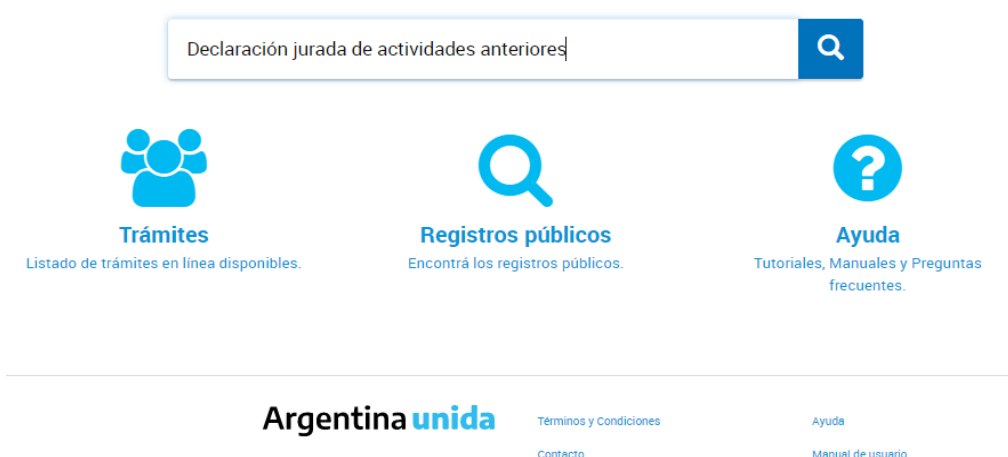 Declaración jurada de actividades anteriores
Trámites
Listado de trámites en línea disponibles.
Registros públicos
Encontrá los registros públicos.
Ayuda
Tutoriales, Manuales y Preguntas
frecuentes.
Argentina unida
Términos y Condiciones
Contacto
Ayuda
Manual de usuario